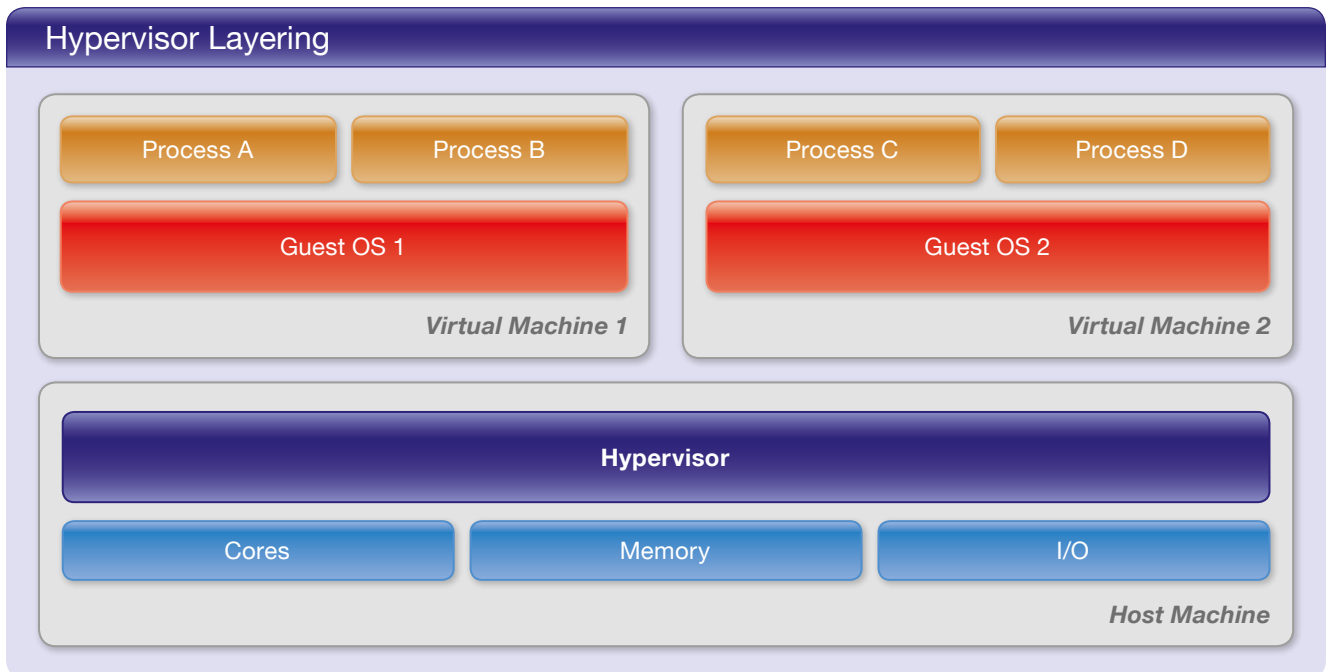 Hypervisor Layering
Process A
Process B
Process C
Process D
Guest OS 1
Guest OS 2
Virtual Machine 1
Virtual Machine 2
Hypervisor
Cores
Memory
I/O
Host Machine